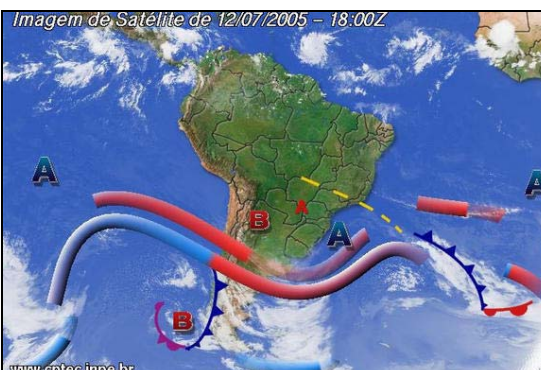 Imagem de Satélite de 12/07/2005 – 18:00Z
A
A
B
A
A
B
www.cptec.inpe.br